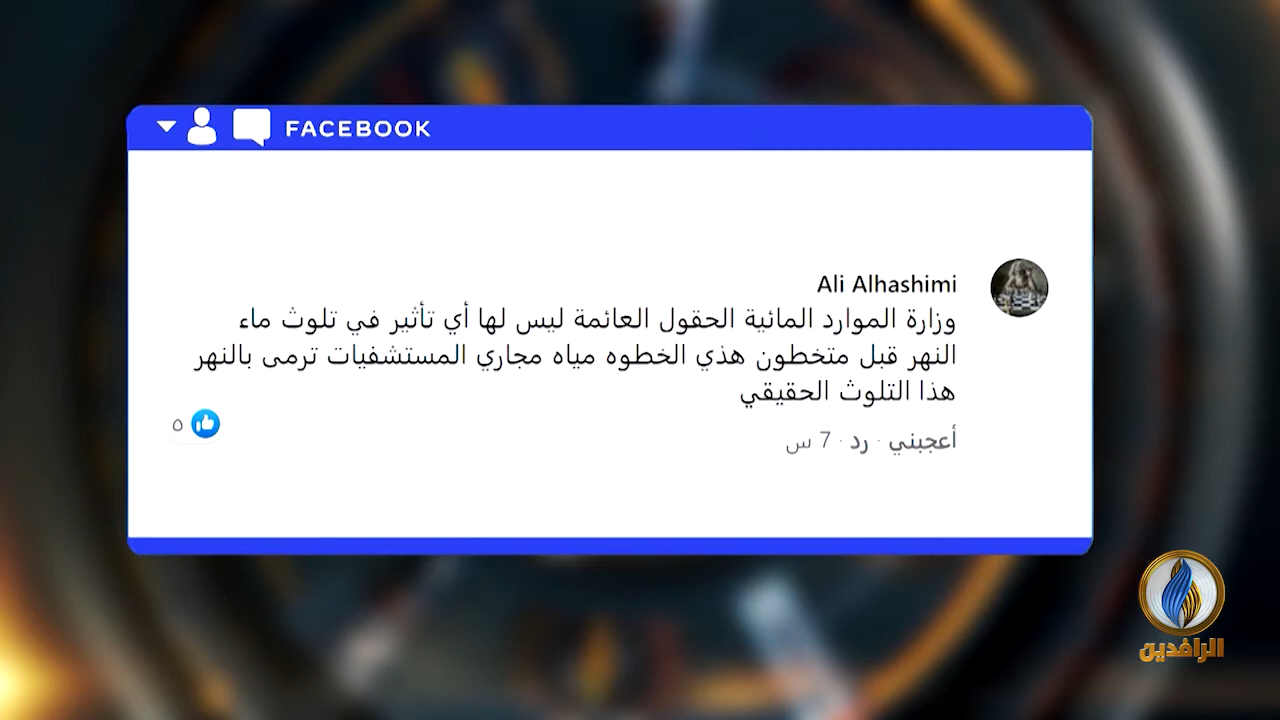 FACEBOOK
Ali Alhashimi
وزارة الموارد المائية الحقول العائمة ليس لها أي تأثير في تلوث ماء
النهر قبل متخطون هذي الخطوه مياه مجاري المستشفيات ترمى بالنهر
هذا التلوث الحقيقي
أعجبني · رد · 7 س
٥
الرافدين